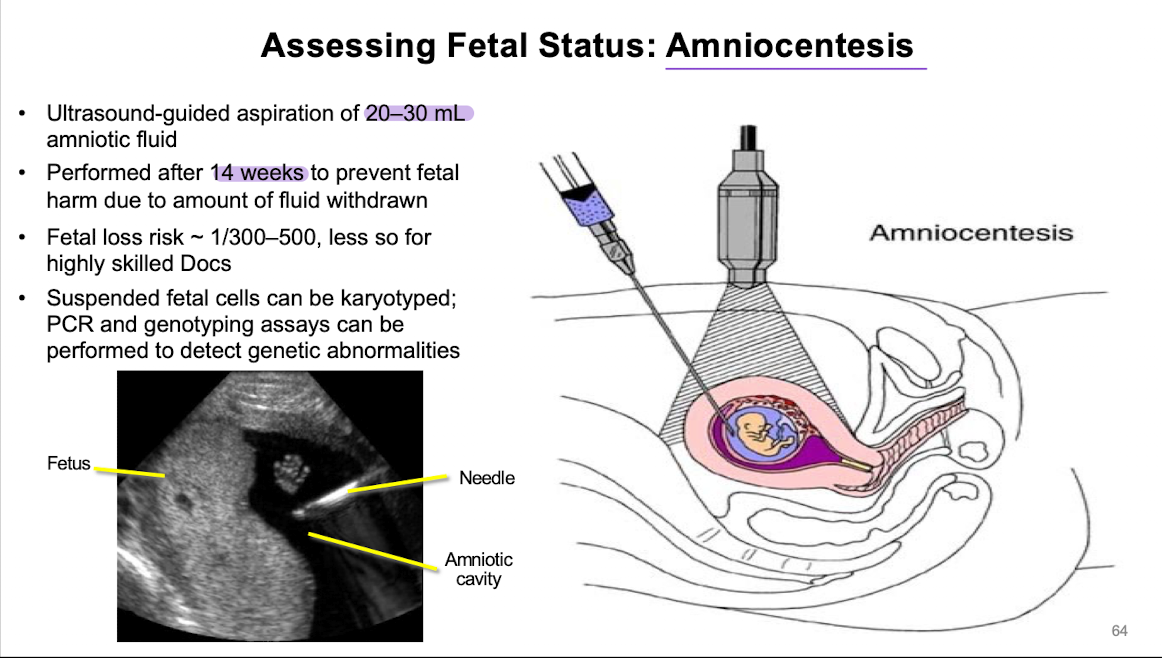 Assessing Fetal Status: Amniocentesis
• Ultrasound-guided aspiration of 20–30 mL
amniotic fluid
• Performed after 14 weeks to prevent fetal
harm due to amount of fluid withdrawn
• Fetal loss risk ~ 1/300–500, less so for
highly skilled Docs
• Suspended fetal cells can be karyotyped;
PCR and genotyping assays can be
performed to detect genetic abnormalities
Fetus
Needle
Amniotic
cavity
Amniocentesis
64